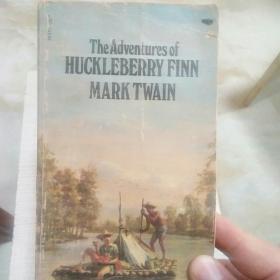 The Adventures of
HUCKLEBERRY FINN
MARK TWAIN